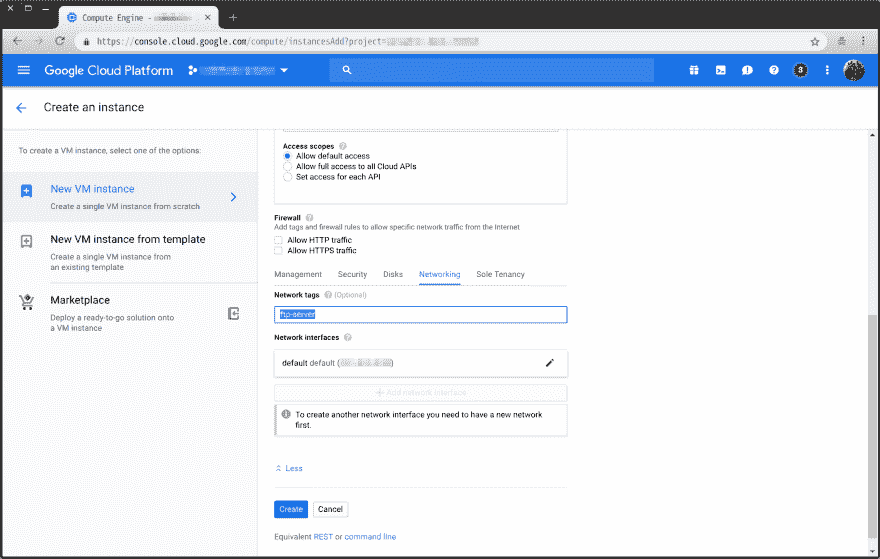 Compute Engine -
https://console.cloud.google.com/compute/instancesAdd?project=
Google Cloud Platform
3
Create an instance
To create a VM instance, select one of the options:
New VM instance
Create a single VM instance from scratch
New VM instance from template
Create a single VM instance from
an existing template
Marketplace
Deploy a ready-to-go solution onto
a VM instance
Access scopes
Allow default access
Allow full access to all Cloud APIs
Set access for each API
Firewall
Add tags and firewall rules to allow specific network traffic from the Internet
Allow HTTP traffic
Allow HTTPS traffic
Management Security Disks Networking Sole Tenancy
Network tags (Optional)
ftp-server
Network interfaces
default default (
)
+ Add network interface
To create another network interface you need to have a new network
first.
Less
Create Cancel
Equivalent REST or command line